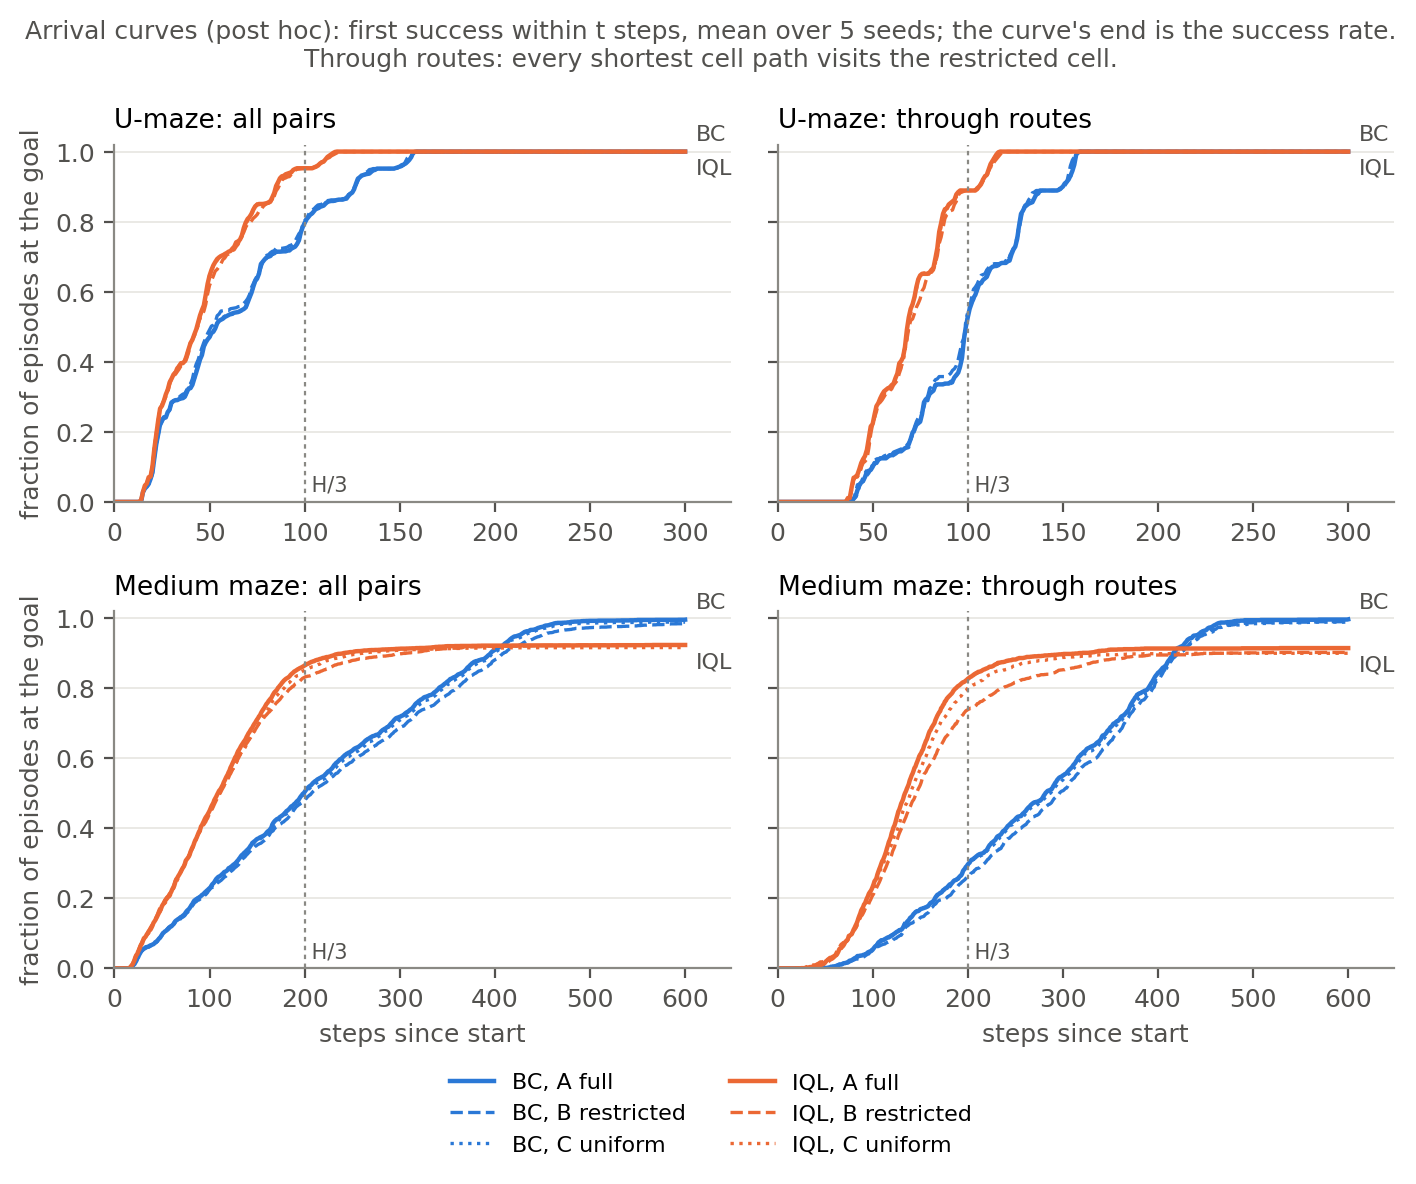 Arrival curves (post hoc): first success within t steps, mean over 5 seeds; the curve's end is the success rate.
Through routes: every shortest cell path visits the restricted cell.
U-maze: all pairs
fraction of episodes at the goal
1.0
0.8
0.6
0.4
0.2
0.0
BC
IQL
H/3
0 50 100 150 200 250 300
U-maze: through routes
BC
IQL
H/3
0 50 100 150 200 250 300
Medium maze: all pairs
fraction of episodes at the goal
1.0
0.8
0.6
0.4
0.2
0.0
BC
IQL
H/3
0 100 200 300 400 500 600
steps since start
Medium maze: through routes
BC
IQL
H/3
0 100 200 300 400 500 600
steps since start
BC, A full
BC, B restricted
BC, C uniform
IQL, A full
IQL, B restricted
IQL, C uniform